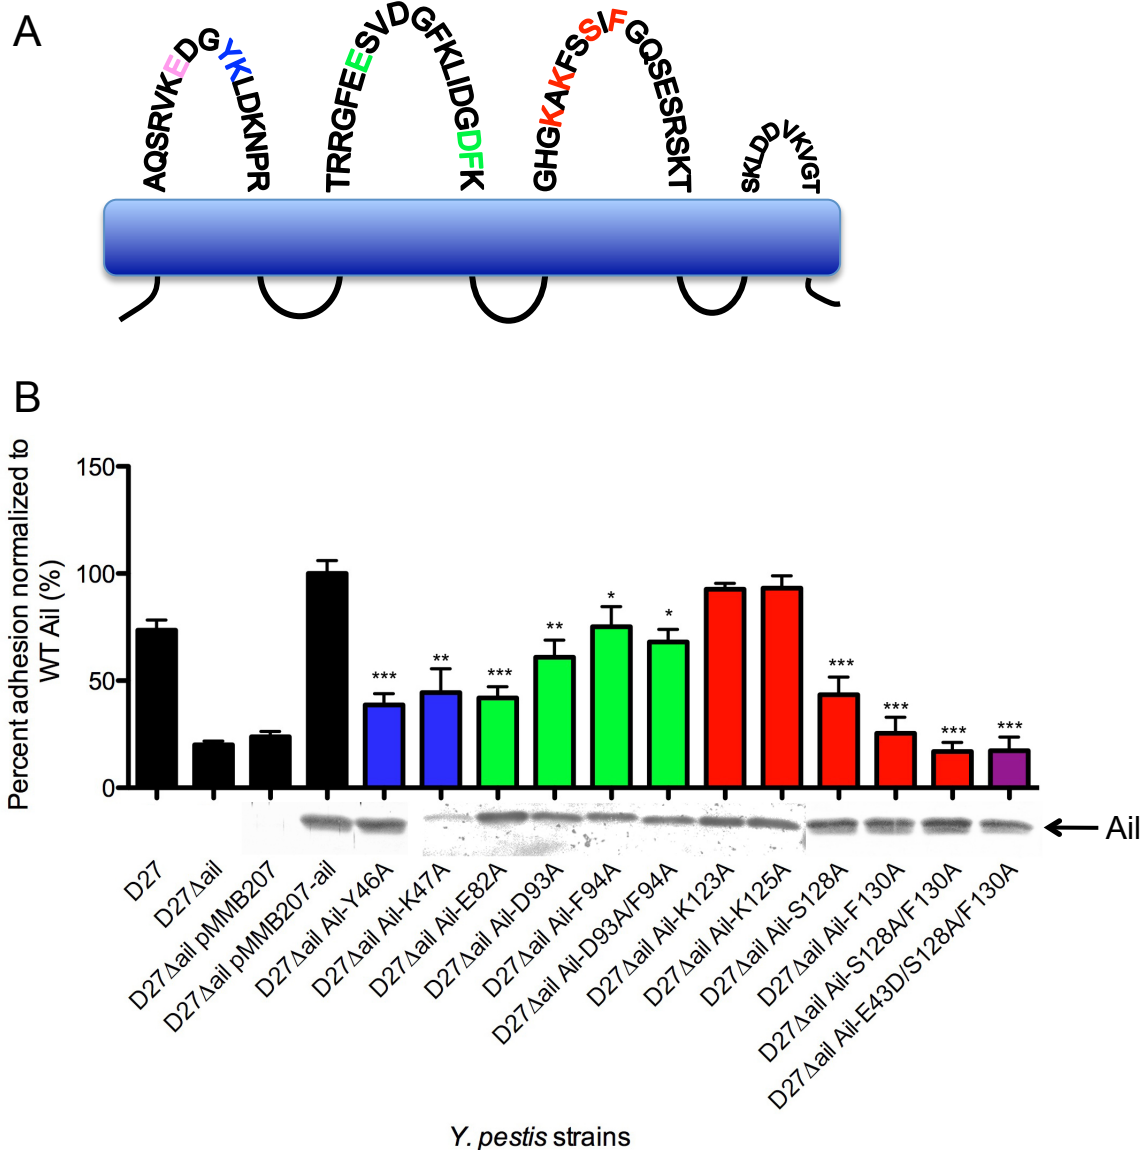 A
AQSRVKEDGYKLDKNPR
TRRGFEESVDGFKLIDGDFK
GHGKAKFSSIFGQSESRSKT
SKLDDVKVGT
B
Percent adhesion normalized to
WT Ail (%)
150
100
50
0
***
**
***
**
*
*
***
***
***
***
Ail
D27
D27Δail
D27Δail pMMB207
D27Δail pMMB207-ail
D27Δail Ail-Y46A
D27Δail Ail-K47A
D27Δail Ail-E82A
D27Δail Ail-D93A
D27Δail Ail-F94A
D27Δail Ail-D93A/F94A
D27Δail Ail-K123A
D27Δail Ail-K125A
D27Δail Ail-S128A
D27Δail Ail-F130A
D27Δail Ail-S128A/F130A
D27Δail Ail-E43D/S128A/F130A
Y. pestis strains